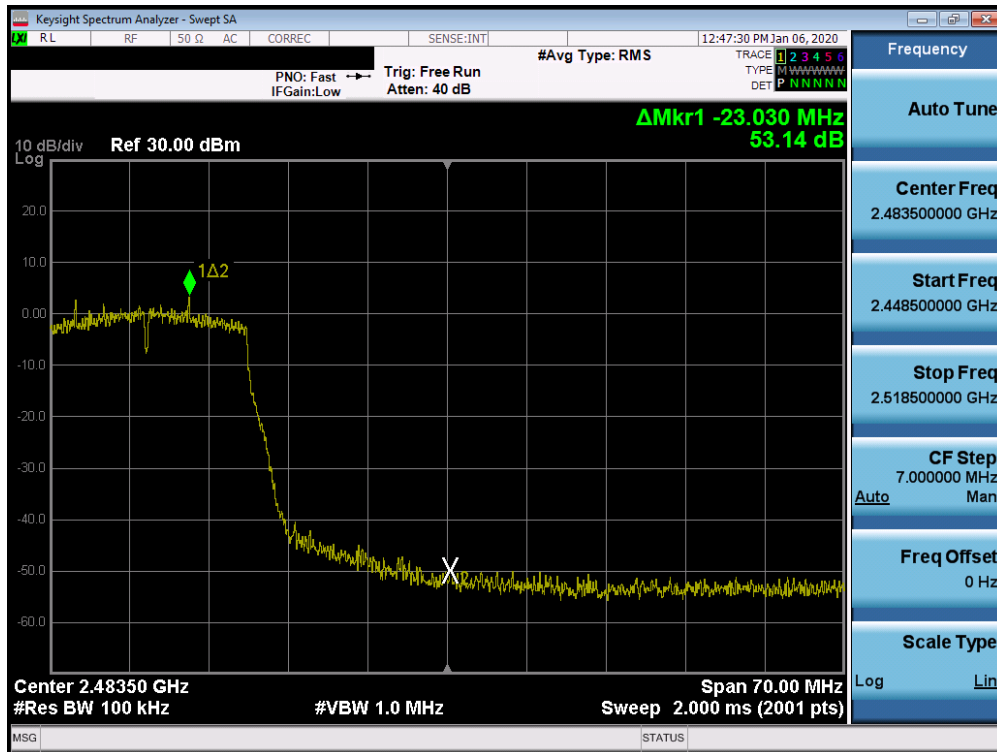 Keysight Spectrum Analyzer - Swept SA
LXI RL RF 50 Ω AC CORREC SENSE:INT 12:47:30 PM Jan 06, 2020
#Avg Type: RMS TRACE 1 2 3 4 5 6
PNO: Fast Trig: Free Run TYPE M WWWWW
IFGain:Low Atten: 40 dB DET P N N N N N
ΔMkr1 -23.030 MHz
53.14 dB
10 dB/div Ref 30.00 dBm
Log
20.0
10.0
1Δ2
0.00
-10.0
-20.0
-30.0
-40.0
-50.0
-60.0
Center 2.48350 GHz Span 70.00 MHz
#Res BW 100 kHz #VBW 1.0 MHz Sweep 2.000 ms (2001 pts)
MSG STATUS
Frequency
Auto Tune
Center Freq
2.483500000 GHz
Start Freq
2.448500000 GHz
Stop Freq
2.518500000 GHz
CF Step
7.000000 MHz
Auto Man
Freq Offset
0 Hz
Scale Type
Log Lin